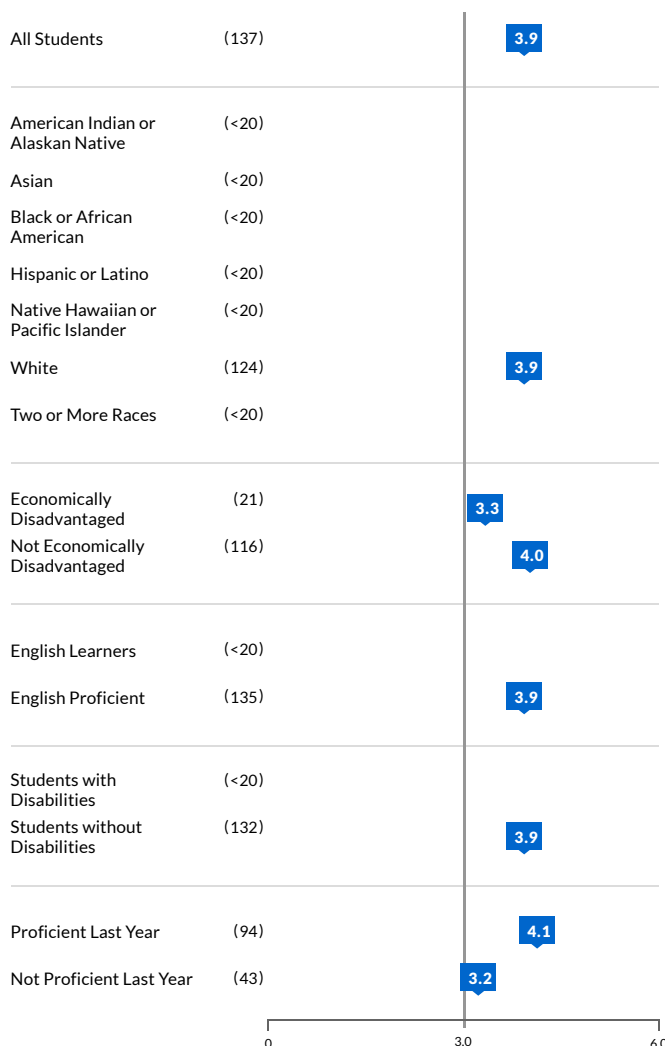 All Students (137) 3.9
American Indian or (<20)
Alaskan Native
Asian (<20)
Black or African (<20)
American
Hispanic or Latino (<20)
Native Hawaiian or (<20)
Pacific Islander
White (124) 3.9
Two or More Races (<20)
Economically (21) 3.3
Disadvantaged
Not Economically (116) 4.0
Disadvantaged
English Learners (<20)
English Proficient (135) 3.9
Students with (<20)
Disabilities
Students without (132) 3.9
Disabilities
Proficient Last Year (94) 4.1
Not Proficient Last Year (43) 3.2
0 3.0 6.0